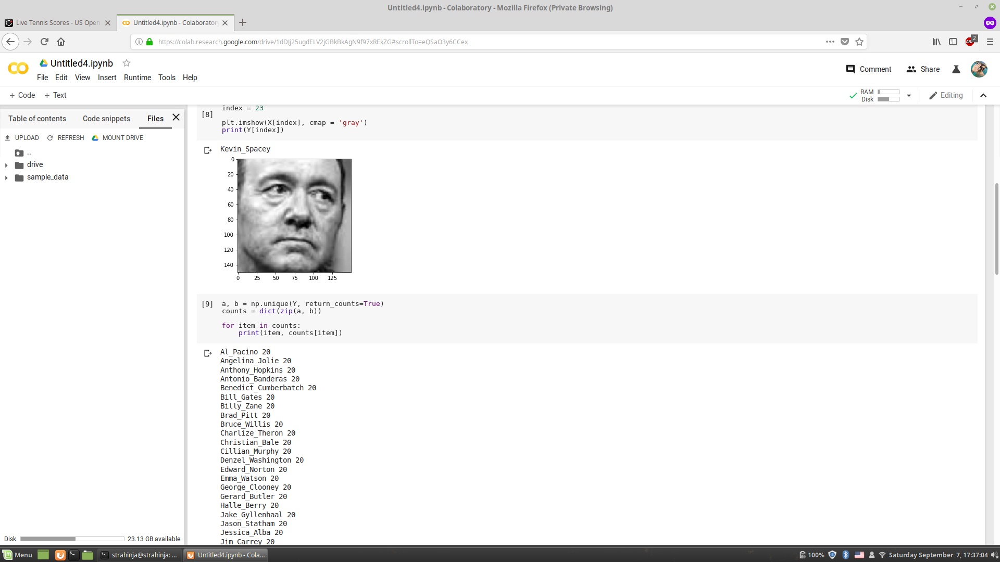 Untitled4.ipynb - Colaboratory - Mozilla Firefox (Private Browsing)
Live Tennis Scores - US Open
Untitled4.ipynb - Colaboratory
https://colab.research.google.com/drive/1dDJj25ugdELV2jGBkBkAgN9f97xREkZG#scrollTo=eQSaO3y6CCex
ABP
2
Untitled4.ipynb
File Edit View Insert Runtime Tools Help
Comment
Share
+ Code + Text
RAM
Disk
Editing
Table of contents Code snippets Files
UPLOAD REFRESH MOUNT DRIVE
..
drive
sample_data
Disk 23.13 GB available
[8]
index = 23
plt.imshow(X[index], cmap = 'gray')
print(Y[index])
Kevin_Spacey
0
20
40
60
80
100
120
140
0 25 50 75 100 125
[9]
a, b = np.unique(Y, return_counts=True)
counts = dict(zip(a, b))
for item in counts:
print(item, counts[item])
Al_Pacino 20
Angelina_Jolie 20
Anthony_Hopkins 20
Antonio_Banderas 20
Benedict_Cumberbatch 20
Bill_Gates 20
Billy_Zane 20
Brad_Pitt 20
Bruce_Willis 20
Charlize_Theron 20
Christian_Bale 20
Cillian_Murphy 20
Denzel_Washington 20
Edward_Norton 20
Emma_Watson 20
George_Clooney 20
Gerard_Butler 20
Halle_Berry 20
Jake_Gyllenhaal 20
Jason_Statham 20
Jessica_Alba 20
Jim_Carrey 20
Menu
strahinja@strahinja: ...
Untitled4.ipynb - Cola...
100%
Saturday September 7, 17:37:04